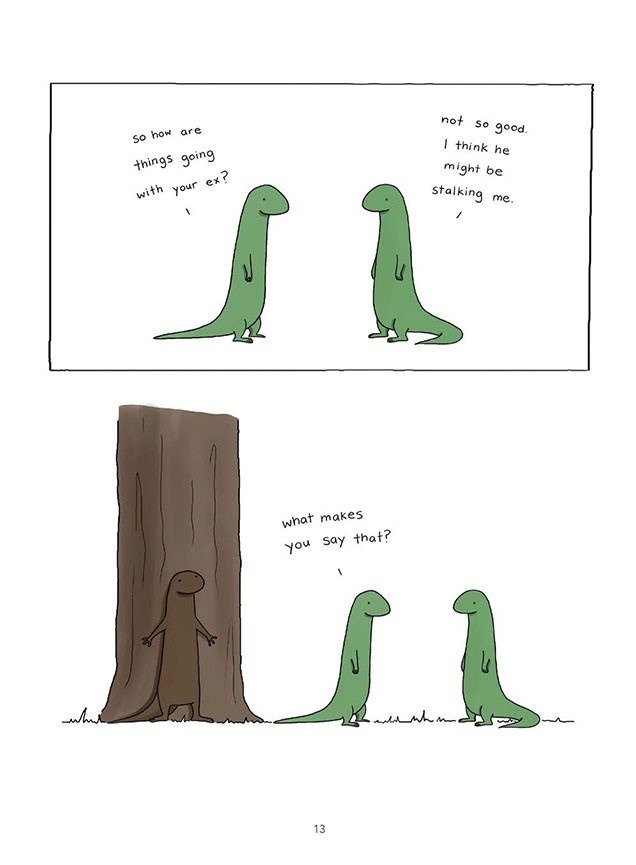 so how are
things going
with your ex?
not so good.
I think he
might be
stalking me.
what makes
you say that?
13